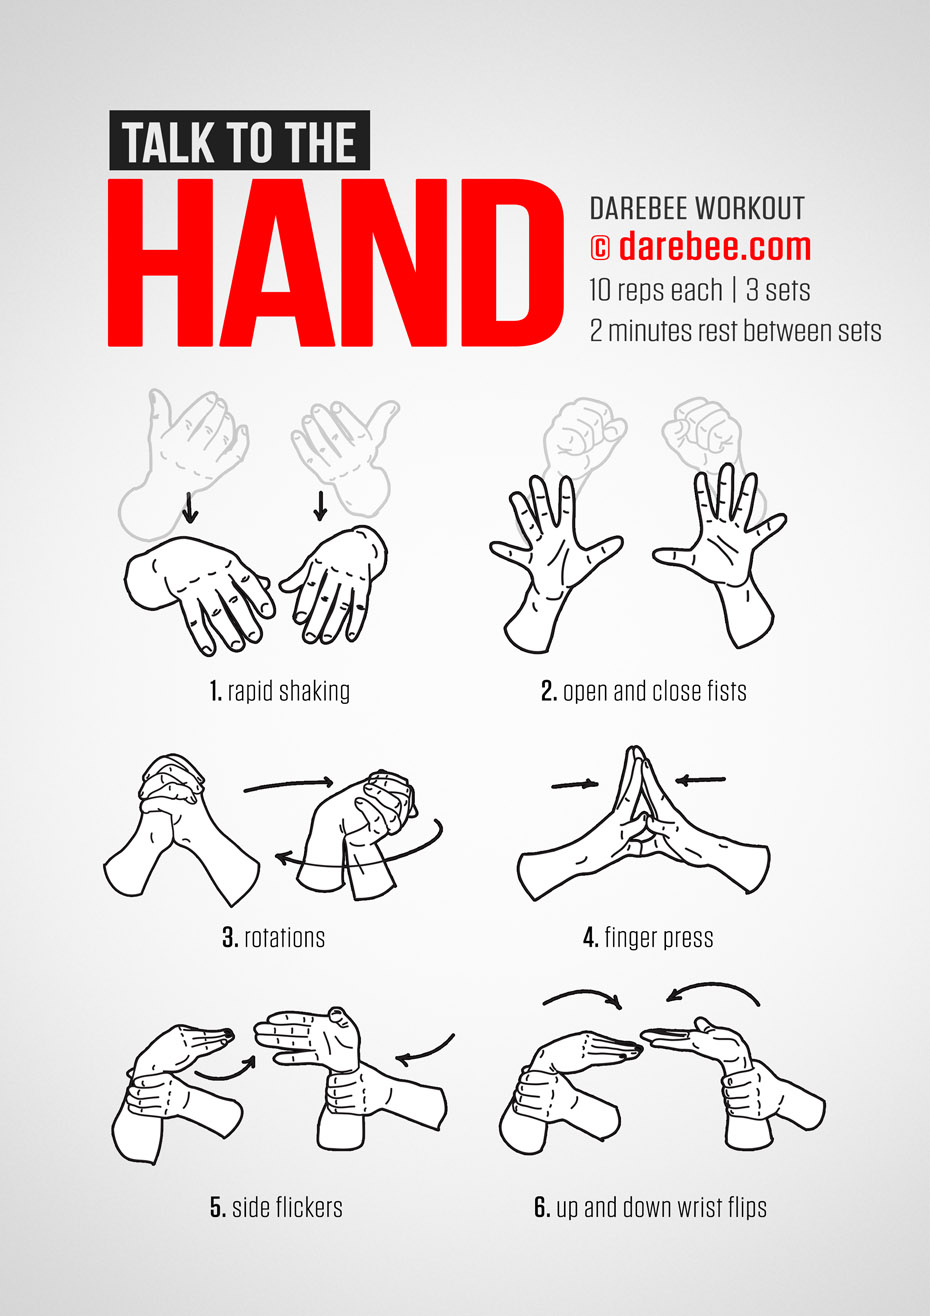 TALK TO THE
HAND
DAREBEE WORKOUT
© darebee.com
10 reps each | 3 sets
2 minutes rest between sets
1. rapid shaking
2. open and close fists
3. rotations
4. finger press
5. side flickers
6. up and down wrist flips